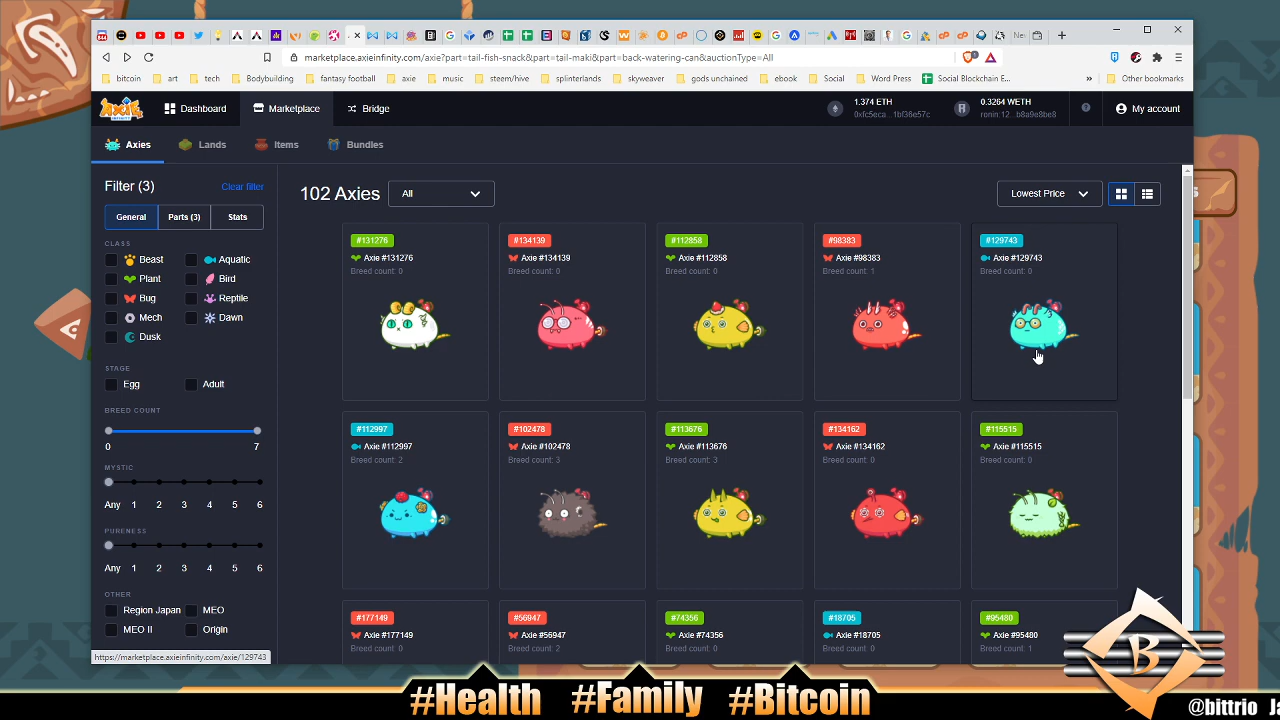 marketplace.axieinfinity.com/axie?part=tail-fish-snack&part=tail-maki&part=back-watering-can&auctionType=All
bitcoin art tech Bodybuilding fantasy football axie music steem/hive splinterlands skyweaver gods unchained ebook Social Word Press Social Blockchain E... » Other bookmarks
AXIE Dashboard Marketplace Bridge 1.374 ETH 0.3264 WETH My account
0xfc5eca...1bf36e57c ronin:12...b8a9e8be8
Axies Lands Items Bundles
Filter (3) Clear filter
General Parts (3) Stats
CLASS
Beast Aquatic
Plant Bird
Bug Reptile
Mech Dawn
Dusk
STAGE
Egg Adult
BREED COUNT
0 7
MYSTIC
Any 1 2 3 4 5 6
PURENESS
Any 1 2 3 4 5 6
OTHER
Region Japan MEO
MEO II Origin
102 Axies All Lowest Price
#131276 #134139 #112858 #98383 #129743
Axie #131276 Axie #134139 Axie #112858 Axie #98383 Axie #129743
Breed count: 0 Breed count: 0 Breed count: 0 Breed count: 1 Breed count: 0
#112997 #102478 #113676 #134162 #115515
Axie #112997 Axie #102478 Axie #113676 Axie #134162 Axie #115515
Breed count: 2 Breed count: 3 Breed count: 3 Breed count: 0 Breed count: 0
#177149 #56947 #74356 #18705 #95480
Axie #177149 Axie #56947 Axie #74356 Axie #18705 Axie #95480
Breed count: 0 Breed count: 2 Breed count: 0 Breed count: 0 Breed count: 1
https://marketplace.axieinfinity.com/axie/129743
B
#Health #Family #Bitcoin
@bittrio Ja